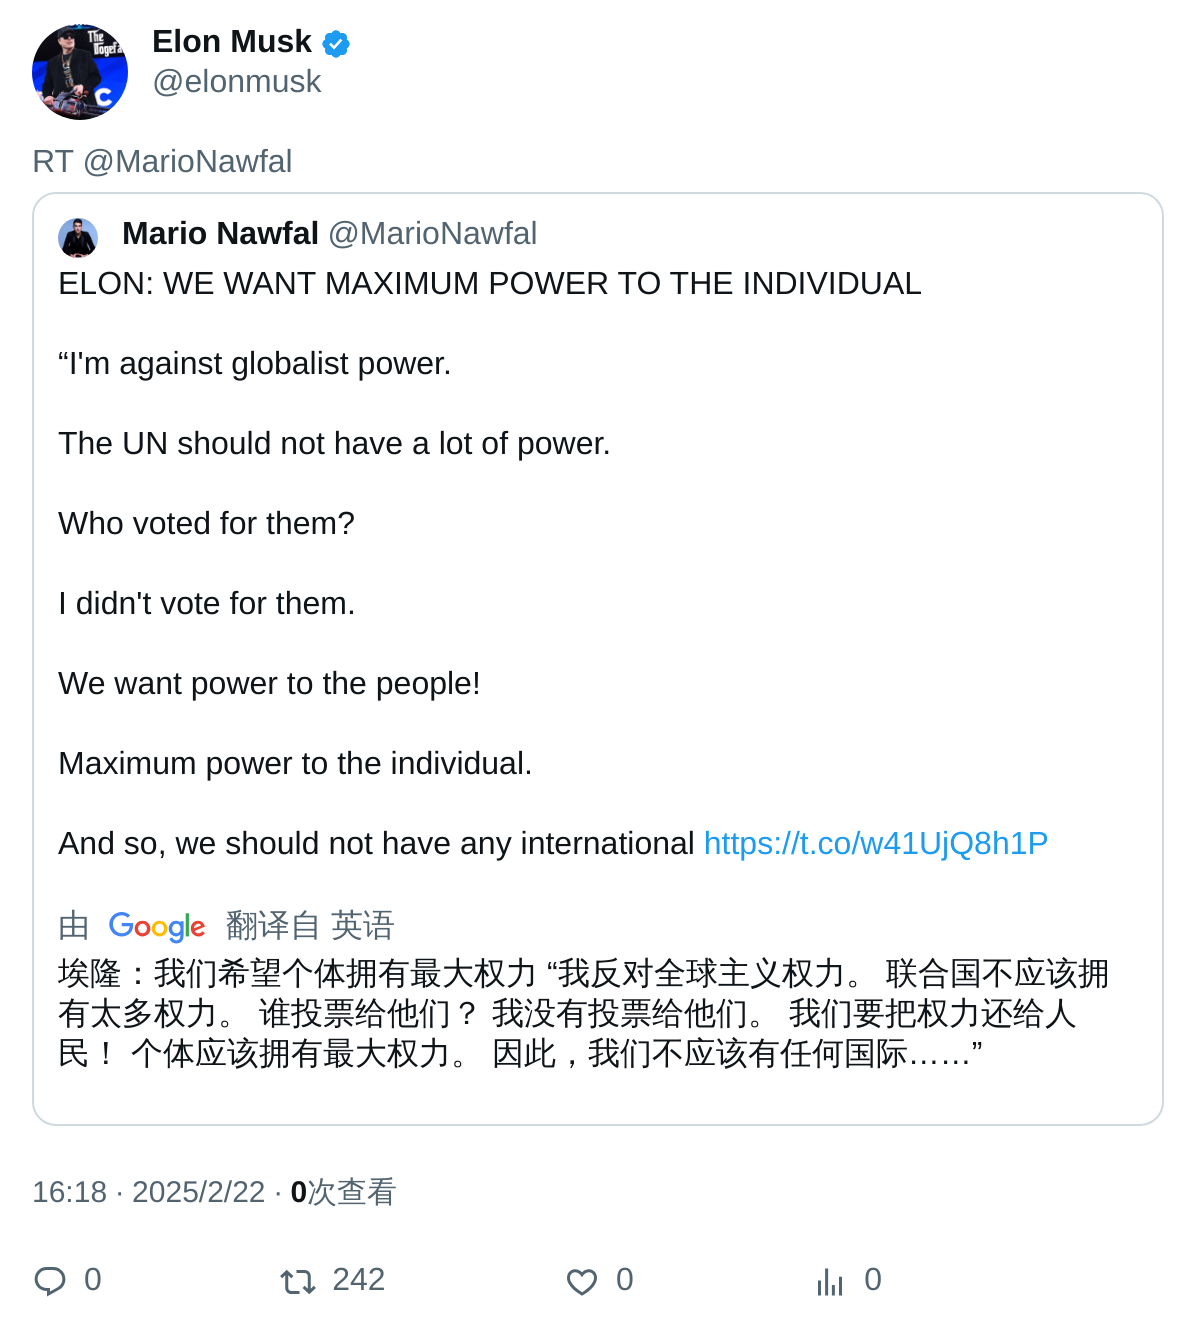 The
Dogefa
C
Elon Musk
@elonmusk
RT @MarioNawfal
Mario Nawfal @MarioNawfal
ELON: WE WANT MAXIMUM POWER TO THE INDIVIDUAL
“I'm against globalist power.
The UN should not have a lot of power.
Who voted for them?
I didn't vote for them.
We want power to the people!
Maximum power to the individual.
And so, we should not have any international https://t.co/w41UjQ8h1P
由 Google 翻译自 英语
埃隆：我们希望个体拥有最大权力 “我反对全球主义权力。 联合国不应该拥
有太多权力。 谁投票给他们？ 我没有投票给他们。 我们要把权力还给人
民！ 个体应该拥有最大权力。 因此，我们不应该有任何国际……”
16:18 · 2025/2/22 · 0次查看
0 242 0 0